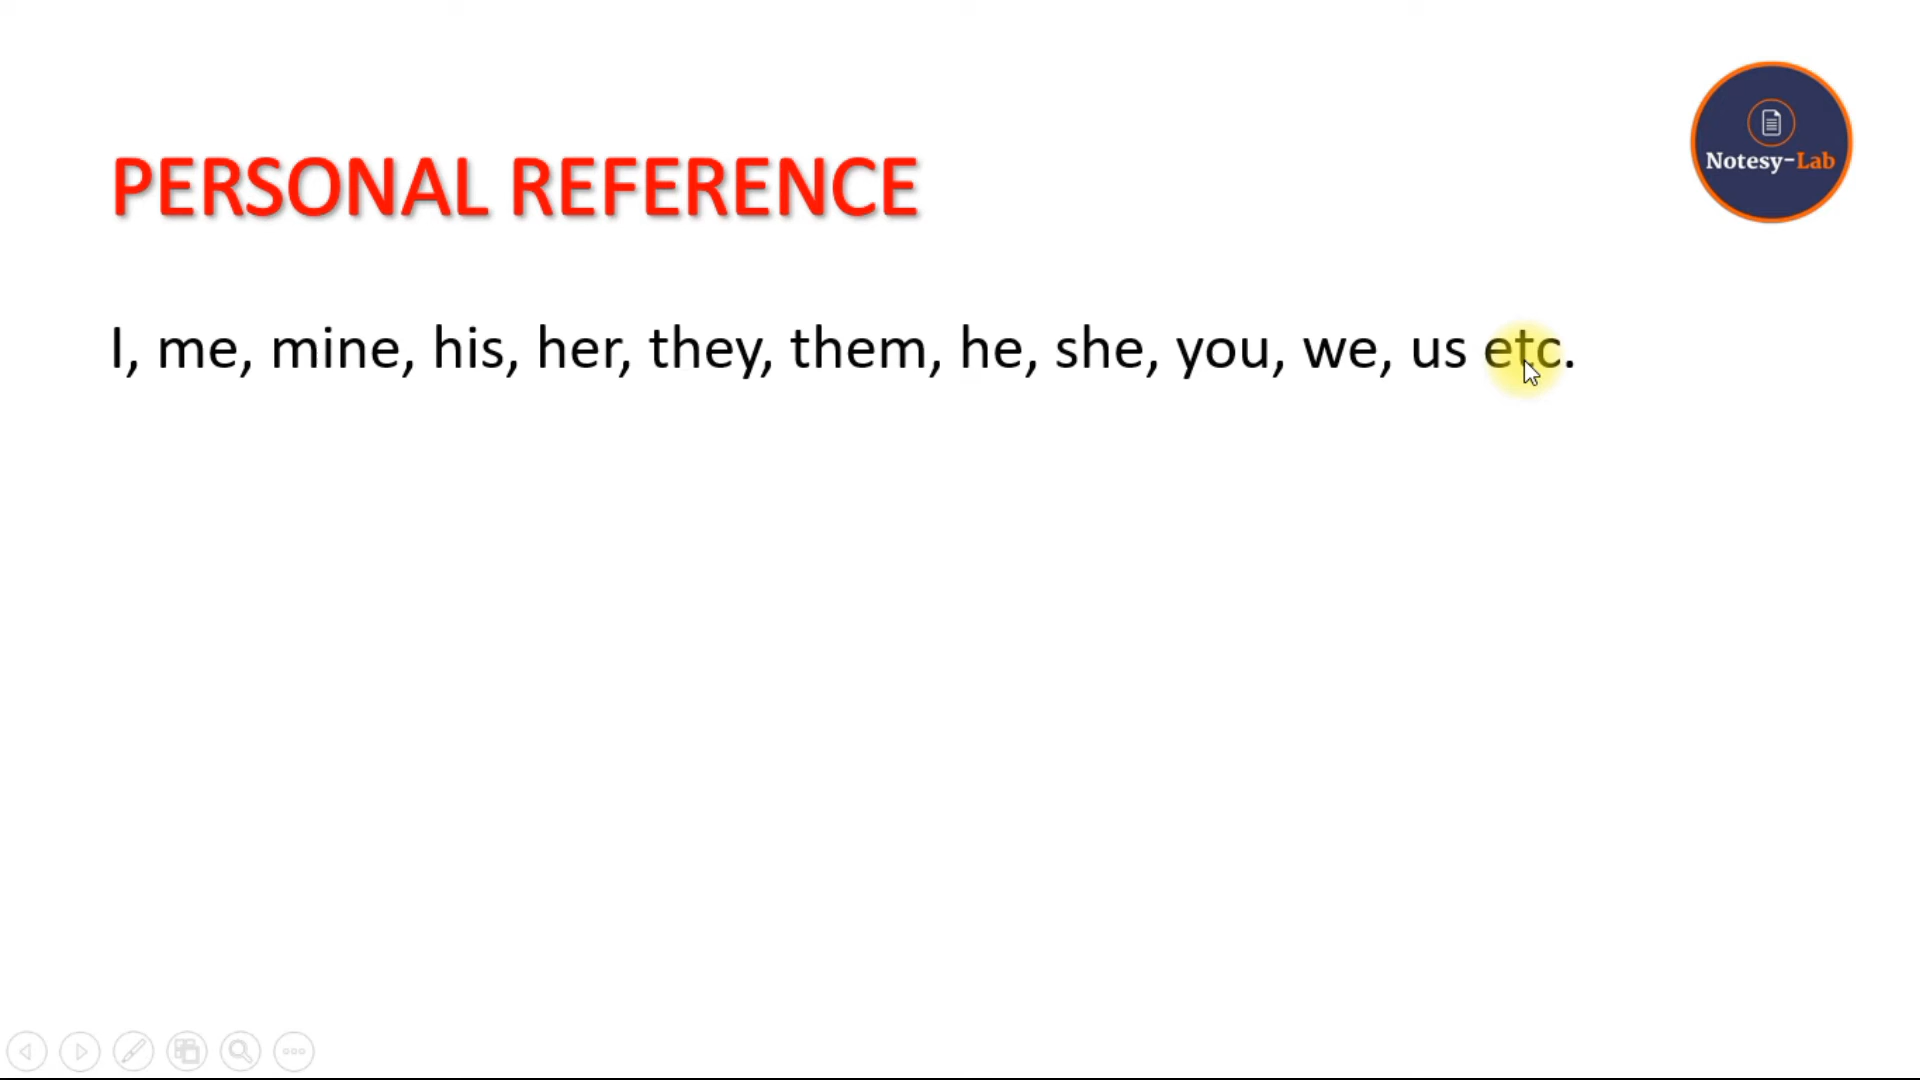 Notesy-Lab
PERSONAL REFERENCE
I, me, mine, his, her, they, them, he, she, you, we, us etc.